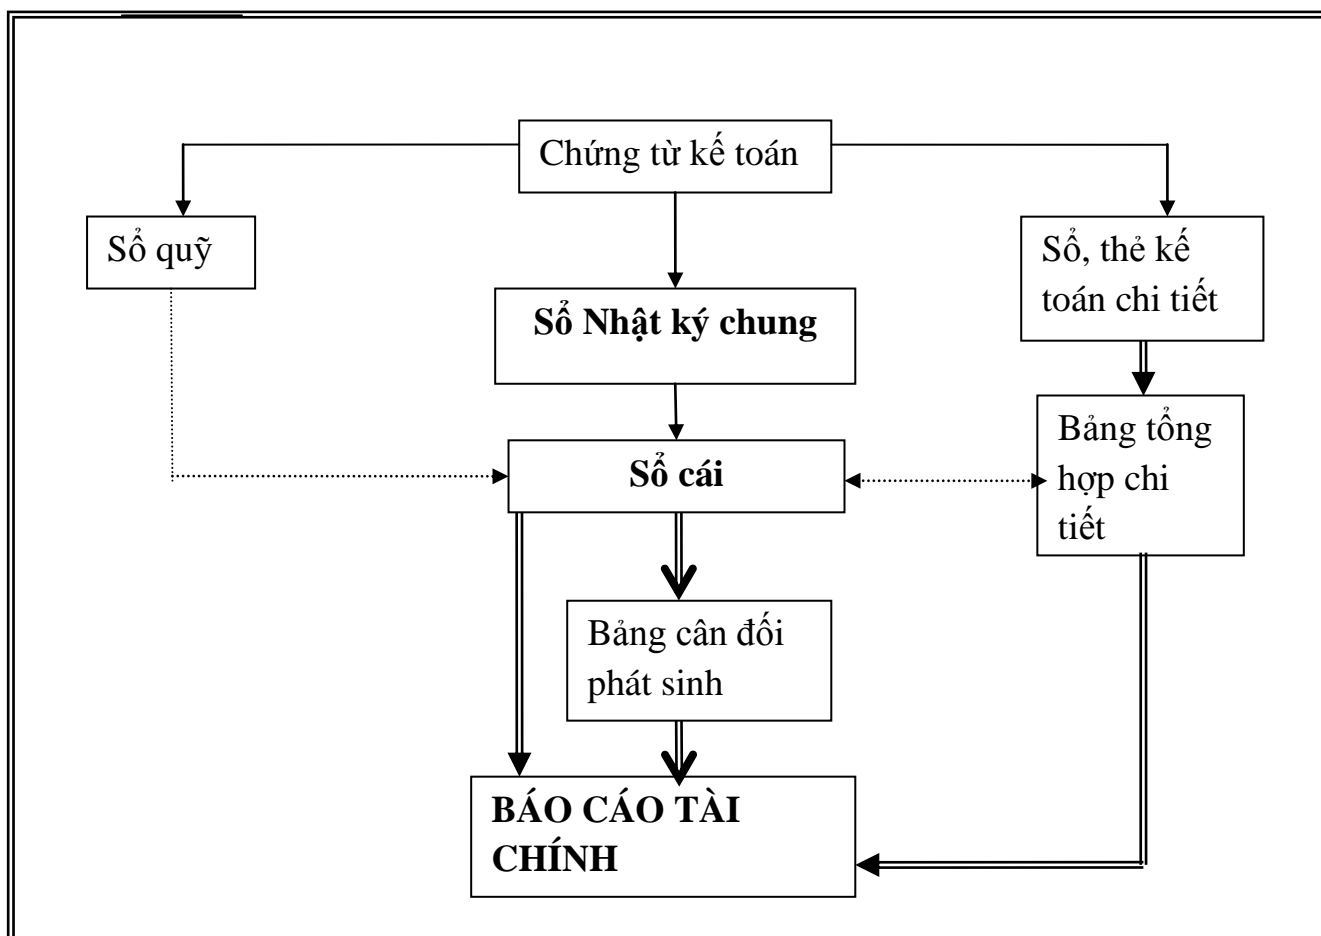 Chứng từ kế toán
Sổ quỹ
Sổ, thẻ kế
toán chi tiết
Sổ Nhật ký chung
Bảng tổng
hợp chi
tiết
Sổ cái
Bảng cân đối
phát sinh
BÁO CÁO TÀI
CHÍNH